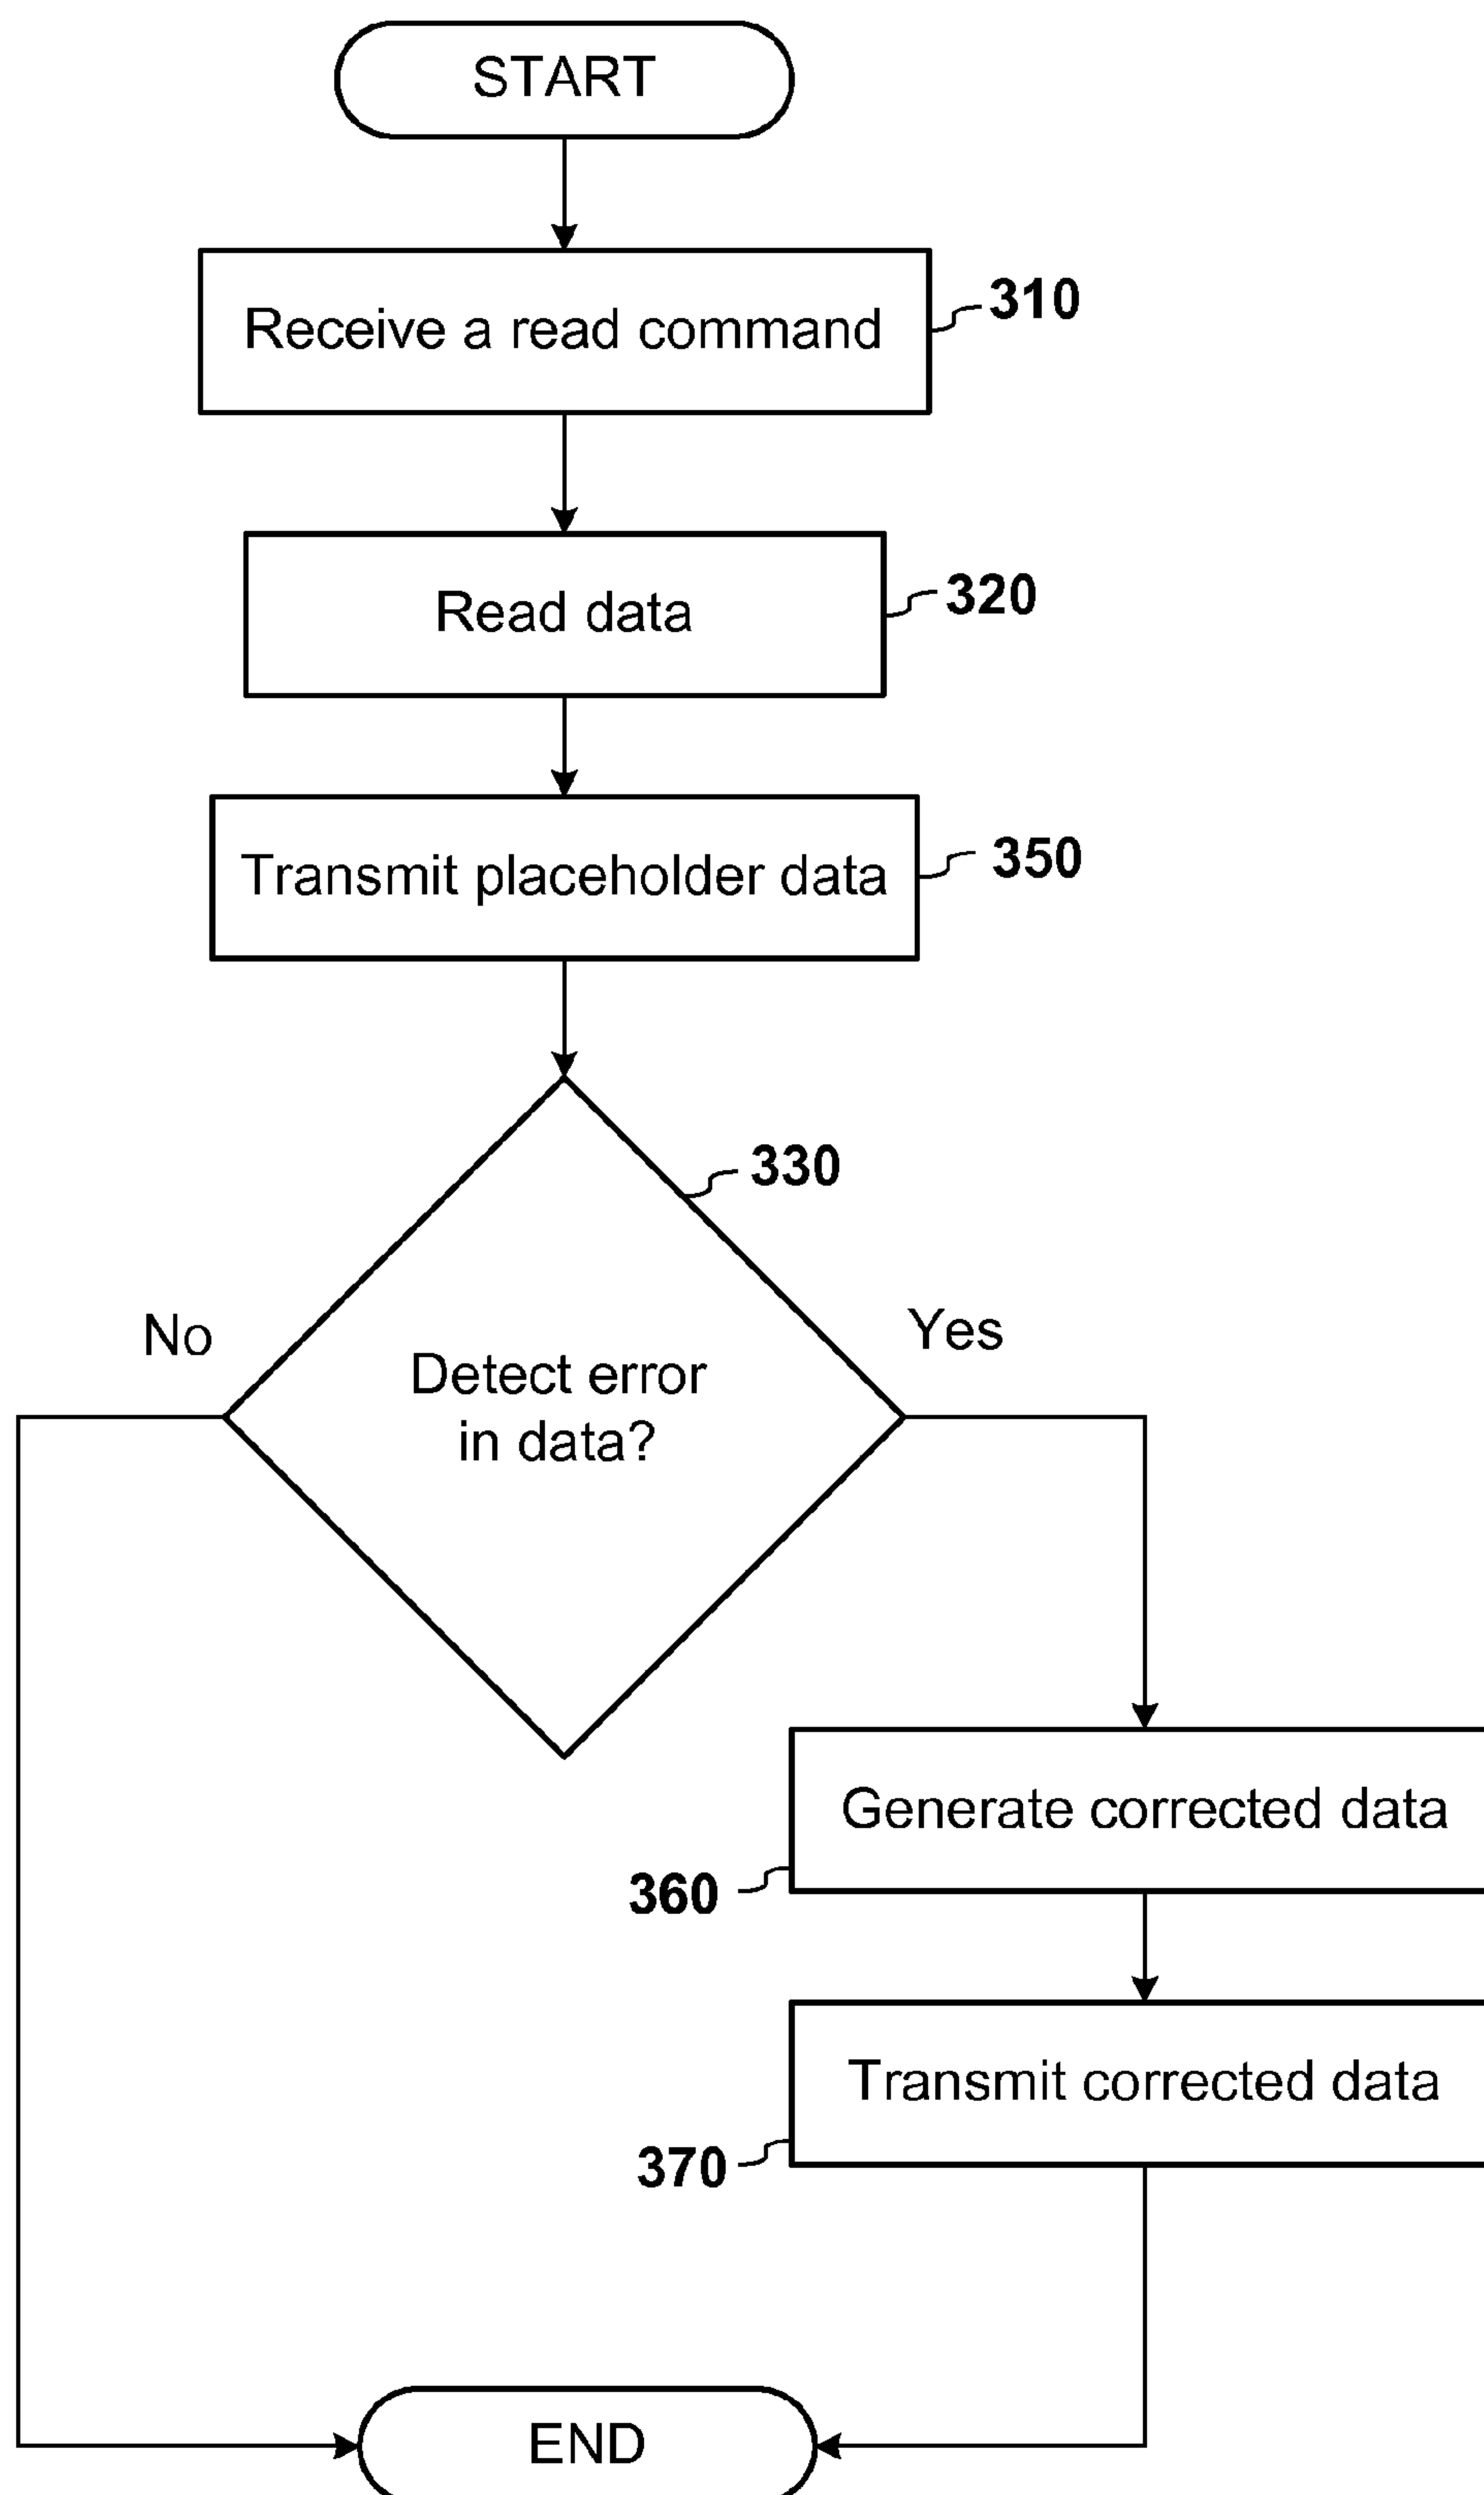 START
Receive a read command
310
Read data
320
Transmit placeholder data
350
330
No
Yes
Detect error
in data?
Generate corrected data
360
Transmit corrected data
370
END